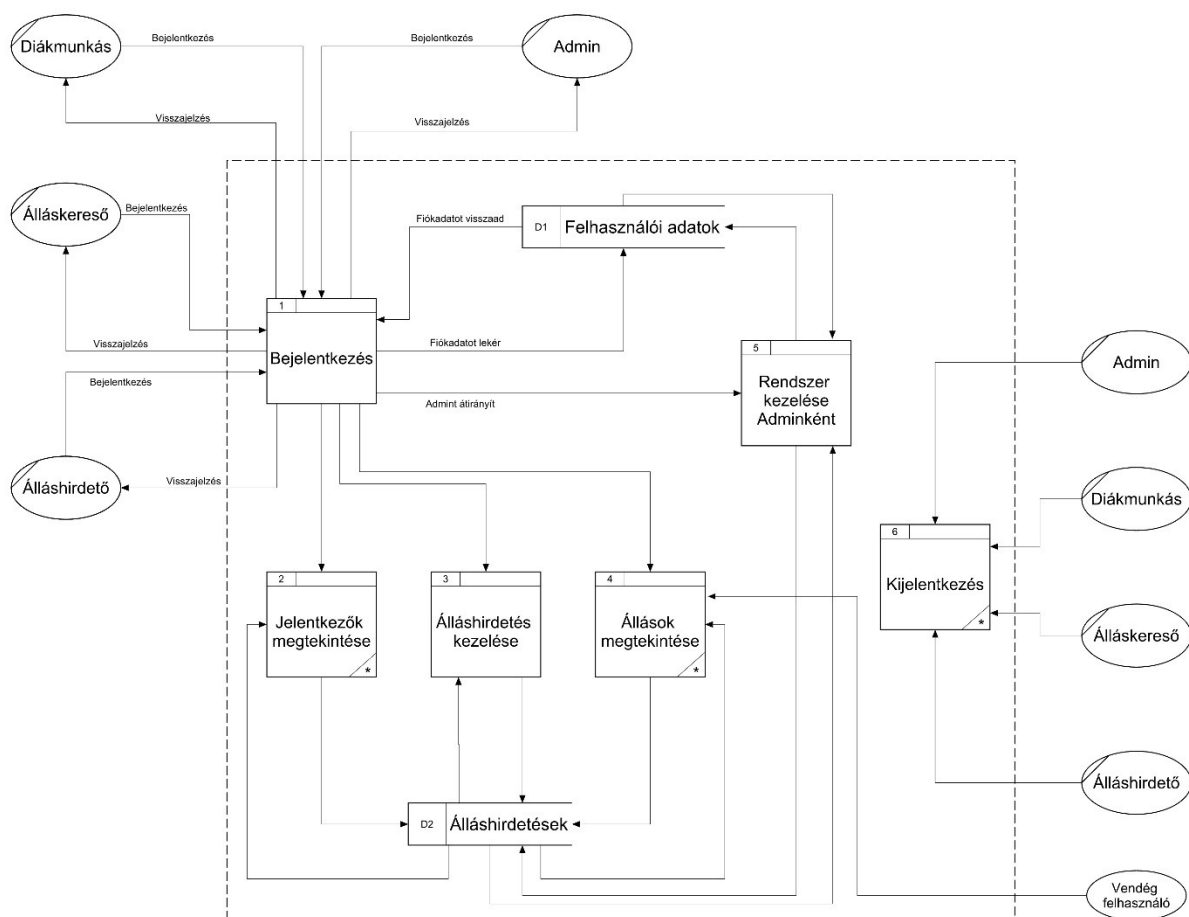 Diákmunkás
Bejelentkezés
Bejelentkezés
Admin
Visszajelzés
Visszajelzés
Álláskereső
Bejelentkezés
Fiókadatot visszaad
D1
Felhasználói adatok
1
Bejelentkezés
Visszajelzés
Fiókadatot lekér
Bejelentkezés
Admint átirányít
5
Rendszer
kezelése
Adminként
Admin
Álláshirdető
Visszajelzés
Diákmunkás
6
Kijelentkezés
*
2
Jelentkezők
megtekintése
*
3
Álláshirdetés
kezelése
4
Állások
megtekintése
*
Álláskereső
D2
Álláshirdetések
Álláshirdető
Vendég
felhasználó